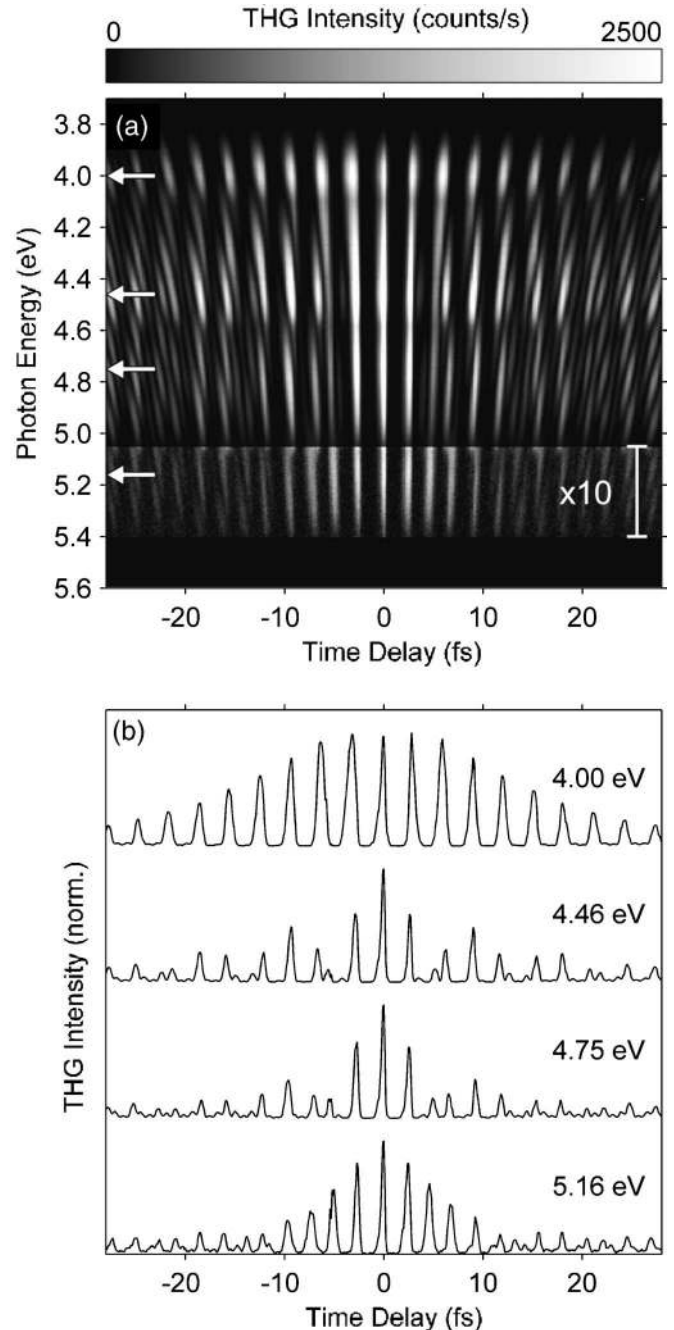 THG Intensity (counts/s)
0 2500
(a)
3.8
4.0
4.2
4.4
4.6
4.8
5.0
5.2
5.4
5.6
Photon Energy (eV)
x10
-20 -10 0 10 20
Time Delay (fs)
(b)
4.00 eV
4.46 eV
4.75 eV
5.16 eV
THG Intensity (norm.)
-20 -10 0 10 20
Time Delay (fs)